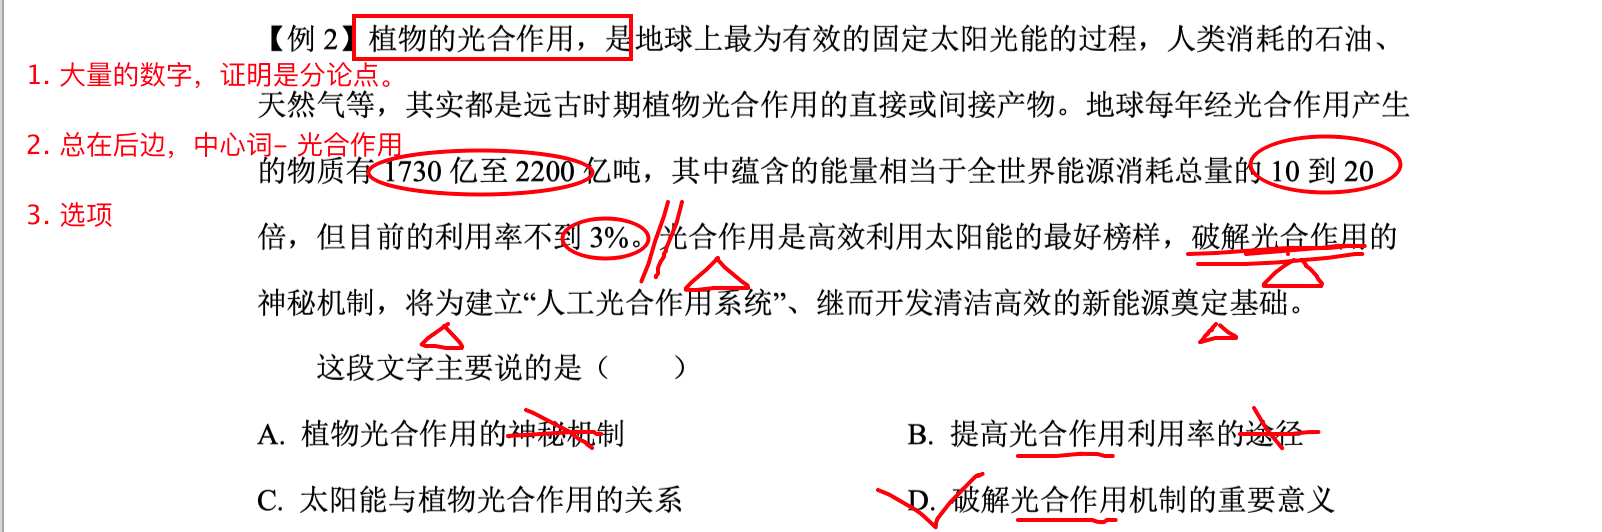 【例 2】植物的光合作用，是地球上最为有效的固定太阳光能的过程，人类消耗的石油、
1. 大量的数字，证明是分论点。
天然气等，其实都是远古时期植物光合作用的直接或间接产物。地球每年经光合作用产生
2. 总在后边，中心词– 光合作用
的物质有 1730 亿至 2200 亿吨，其中蕴含的能量相当于全世界能源消耗总量的 10 到 20
3. 选项
倍，但目前的利用率不到 3%。光合作用是高效利用太阳能的最好榜样，破解光合作用的
神秘机制，将为建立“人工光合作用系统”、继而开发清洁高效的新能源奠定基础。
这段文字主要说的是（　　）
A. 植物光合作用的神秘机制
B. 提高光合作用利用率的途径
C. 太阳能与植物光合作用的关系
D. 破解光合作用机制的重要意义